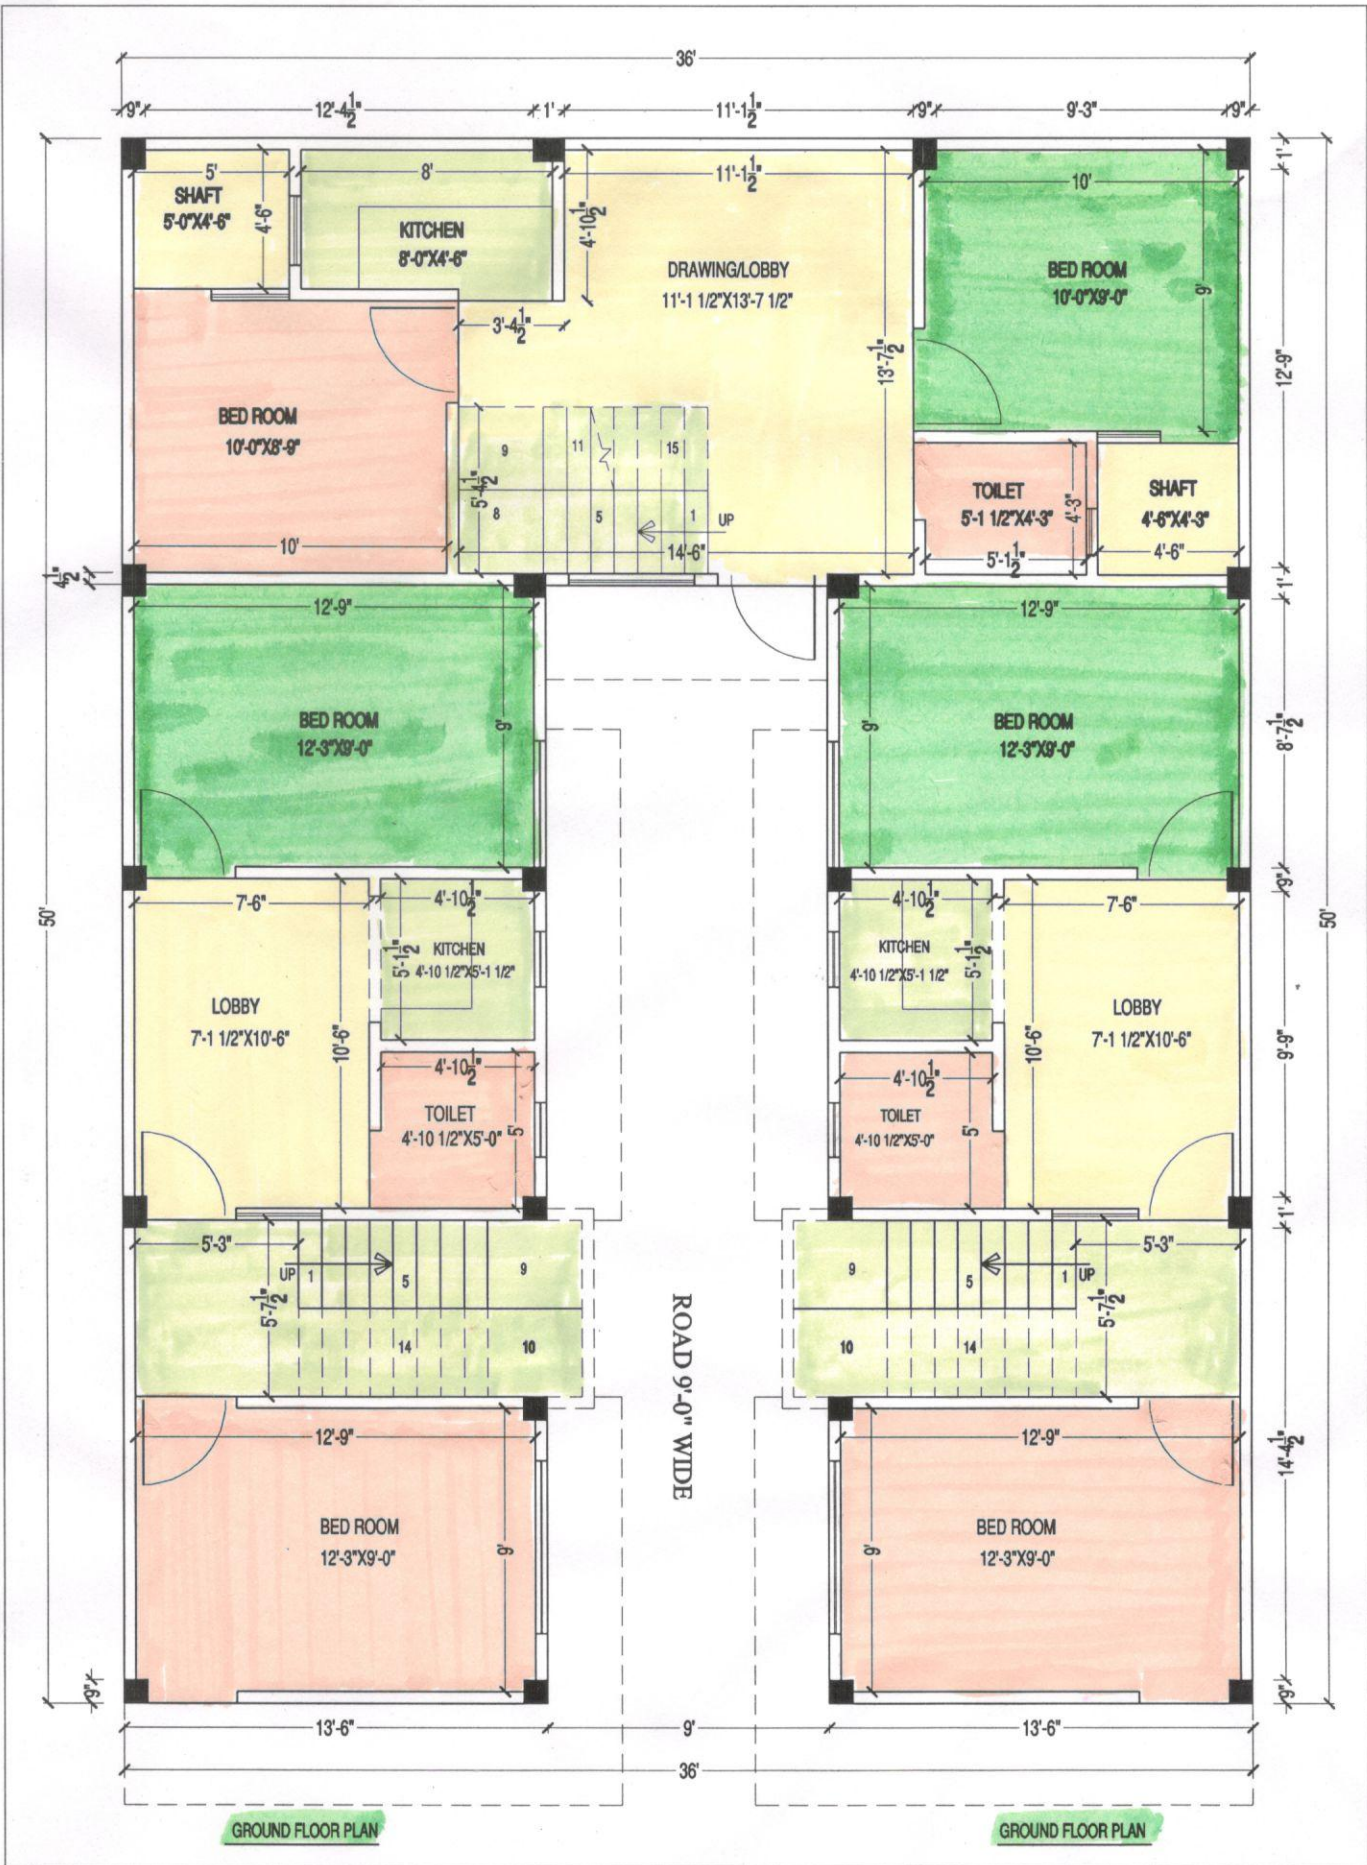 36'
9" 12'-4 1/2" 1' 11'-1 1/2" 9" 9'-3" 9"
5'
SHAFT
5'-0"X4'-6"
4'-6"
8'
KITCHEN
8'-0"X4'-6"
4'-10 1/2"
3'-4 1/2"
11'-1 1/2"
DRAWING/LOBBY
11'-1 1/2"X13'-7 1/2"
13'-7 1/2"
10'
BED ROOM
10'-0"X9'-0"
9'
1'
12'-9"
BED ROOM
10'-0"X8'-9"
10'
9 11 15
5'-4 1/2"
8 5 1 UP
14'-6"
TOILET
5'-1 1/2"X4'-3"
4'-3"
5'-1 1/2"
SHAFT
4'-6"X4'-3"
4'-6"
4 1/2"
1'
12'-9"
BED ROOM
12'-3"X9'-0"
9'
12'-9"
BED ROOM
12'-3"X9'-0"
9'
8'-7 1/2"
50'
50'
9"
7'-6"
4'-10 1/2"
KITCHEN
4'-10 1/2"X5'-1 1/2"
5'-1 1/2"
LOBBY
7'-1 1/2"X10'-6"
10'-6"
4'-10 1/2"
TOILET
4'-10 1/2"X5'-0"
5'
4'-10 1/2"
KITCHEN
4'-10 1/2"X5'-1 1/2"
5'-1 1/2"
7'-6"
LOBBY
7'-1 1/2"X10'-6"
10'-6"
4'-10 1/2"
TOILET
4'-10 1/2"X5'-0"
5'
9'-9"
1'
5'-3"
UP 1 5 9
5'-7 1/2"
14 10
9 5 1 UP
5'-3"
5'-7 1/2"
10 14
ROAD 9'-0" WIDE
12'-9"
BED ROOM
12'-3"X9'-0"
9'
12'-9"
BED ROOM
12'-3"X9'-0"
9'
14'-4 1/2"
9"
9"
13'-6" 9' 13'-6"
36'
GROUND FLOOR PLAN
GROUND FLOOR PLAN